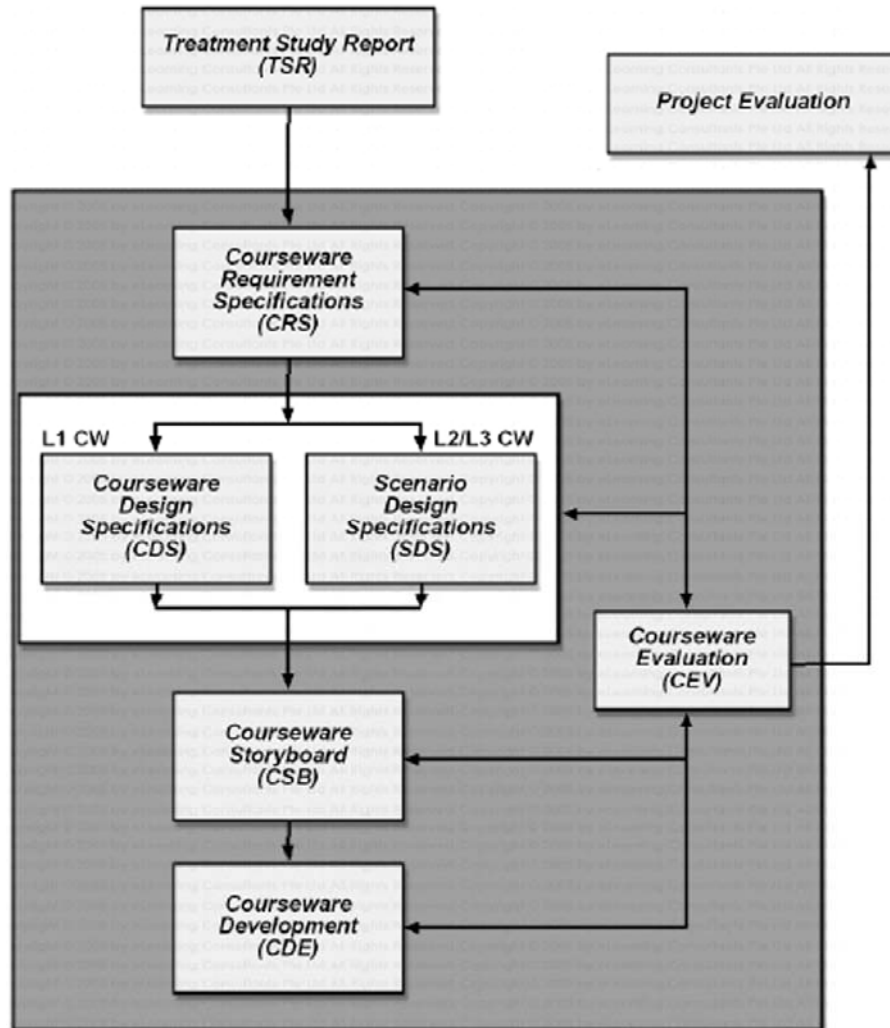 Treatment Study Report
(TSR)
Project Evaluation
Courseware
Requirement
Specifications
(CRS)
L1 CW
L2/L3 CW
Courseware
Design
Specifications
(CDS)
Scenario
Design
Specifications
(SDS)
Courseware
Evaluation
(CEV)
Courseware
Storyboard
(CSB)
Courseware
Development
(CDE)